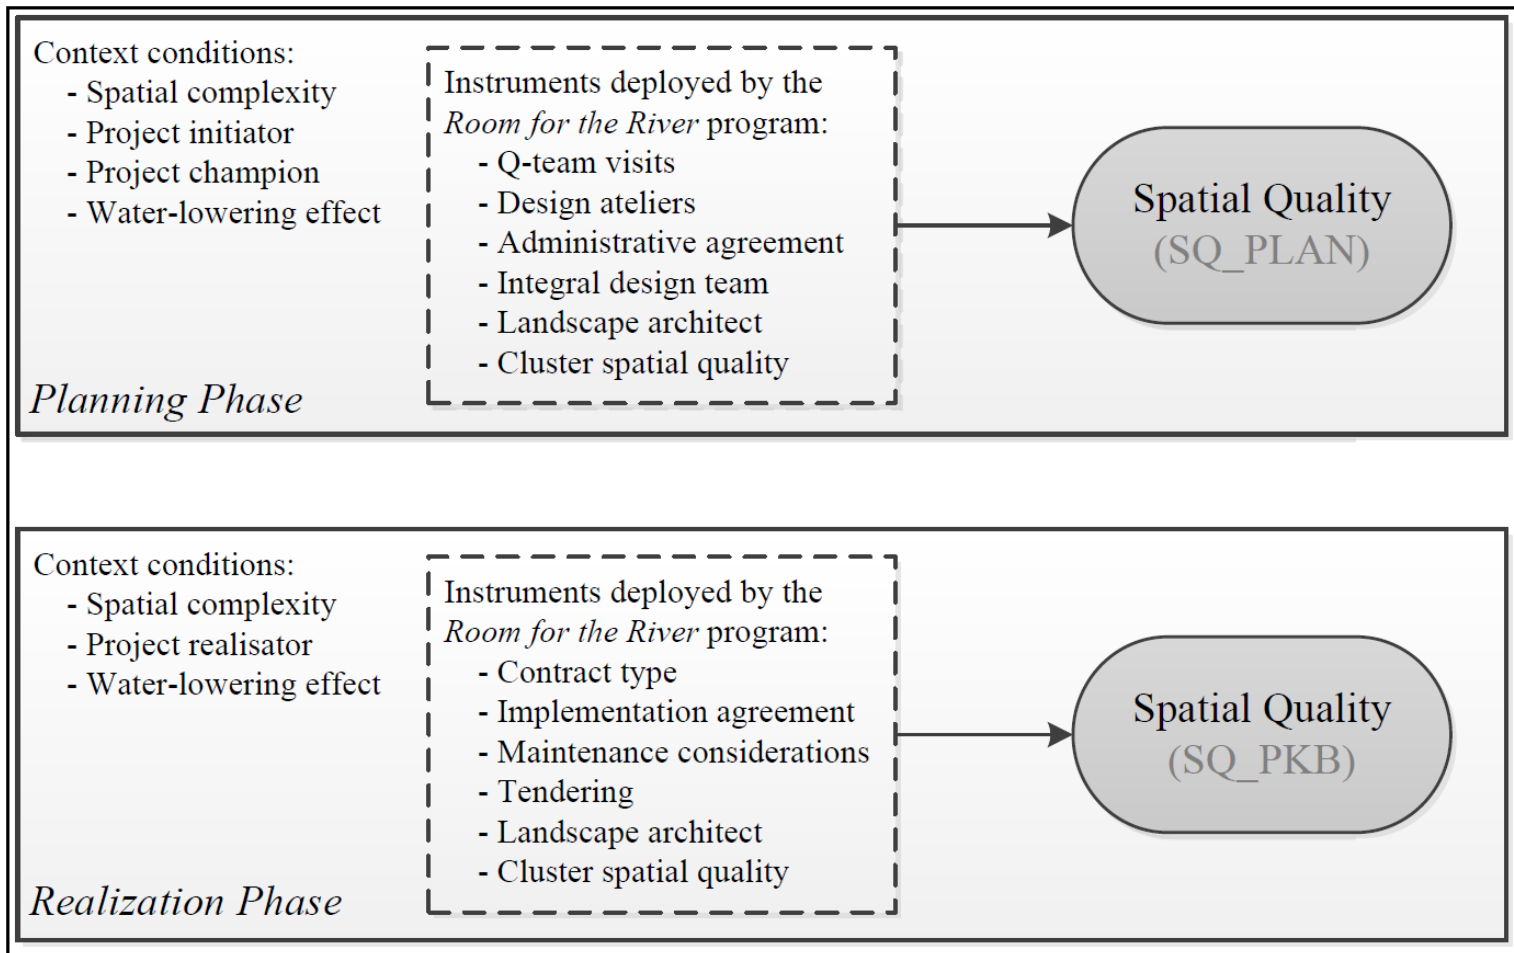 Context conditions:
- Spatial complexity
- Project initiator
- Project champion
- Water-lowering effect
Planning Phase
Instruments deployed by the
Room for the River program:
- Q-team visits
- Design ateliers
- Administrative agreement
- Integral design team
- Landscape architect
- Cluster spatial quality
Spatial Quality
(SQ_PLAN)
Context conditions:
- Spatial complexity
- Project realisator
- Water-lowering effect
Realization Phase
Instruments deployed by the
Room for the River program:
- Contract type
- Implementation agreement
- Maintenance considerations
- Tendering
- Landscape architect
- Cluster spatial quality
Spatial Quality
(SQ_PKB)